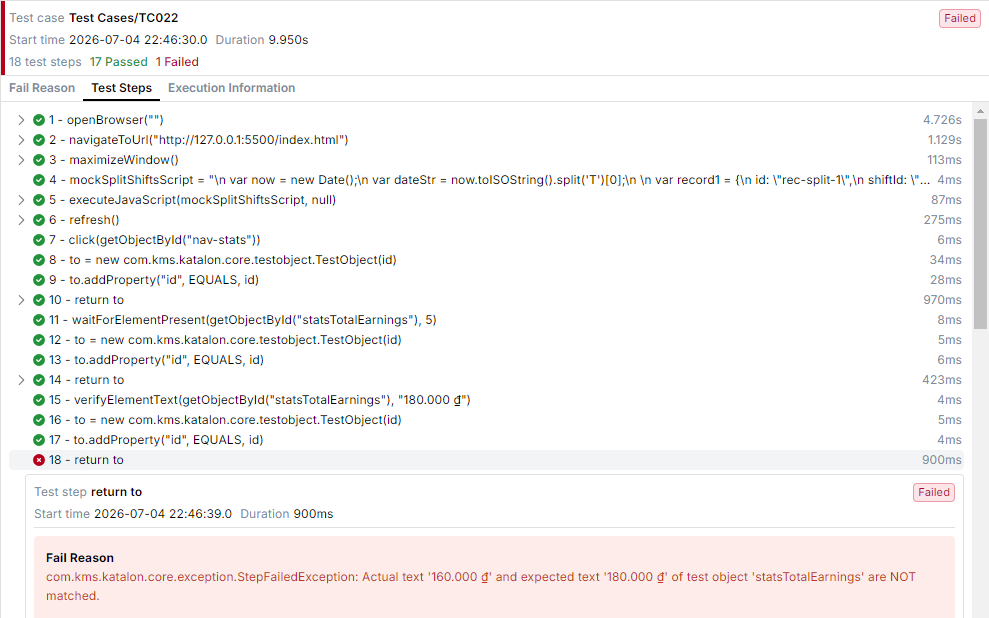 Test case Test Cases/TC022 Failed
Start time 2026-07-04 22:46:30.0 Duration 9.950s
18 test steps 17 Passed 1 Failed
Fail Reason Test Steps Execution Information
1 - openBrowser("") 4.726s
2 - navigateToUrl("http://127.0.0.1:5500/index.html") 1.129s
3 - maximizeWindow() 113ms
4 - mockSplitShiftsScript = "\n var now = new Date();\n var dateStr = now.toISOString().split('T')[0];\n \n var record1 = {\n id: \"rec-split-1\",\n shiftId: \"... 4ms
5 - executeJavaScript(mockSplitShiftsScript, null) 87ms
6 - refresh() 275ms
7 - click(getObjectById("nav-stats")) 6ms
8 - to = new com.kms.katalon.core.testobject.TestObject(id) 34ms
9 - to.addProperty("id", EQUALS, id) 28ms
10 - return to 970ms
11 - waitForElementPresent(getObjectById("statsTotalEarnings"), 5) 8ms
12 - to = new com.kms.katalon.core.testobject.TestObject(id) 5ms
13 - to.addProperty("id", EQUALS, id) 6ms
14 - return to 423ms
15 - verifyElementText(getObjectById("statsTotalEarnings"), "180.000 ₫") 4ms
16 - to = new com.kms.katalon.core.testobject.TestObject(id) 5ms
17 - to.addProperty("id", EQUALS, id) 4ms
18 - return to 900ms
Test step return to Failed
Start time 2026-07-04 22:46:39.0 Duration 900ms
Fail Reason
com.kms.katalon.core.exception.StepFailedException: Actual text '160.000 ₫' and expected text '180.000 ₫' of test object 'statsTotalEarnings' are NOT
matched.